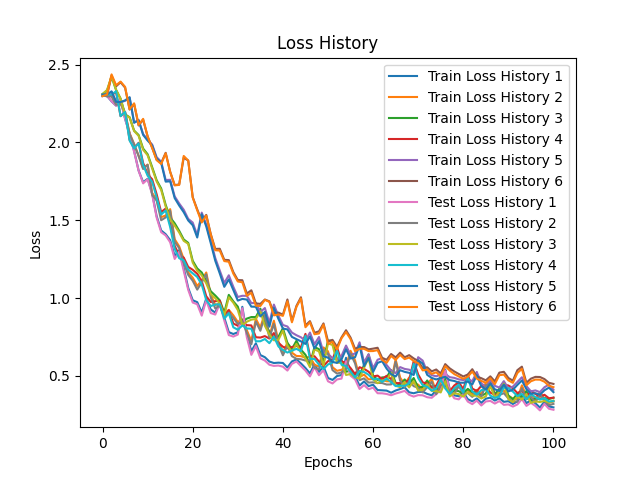 Loss History
2.5
2.0
1.5
1.0
0.5
Loss
0
20
40
60
80
100
Epochs
Train Loss History 1
Train Loss History 2
Train Loss History 3
Train Loss History 4
Train Loss History 5
Train Loss History 6
Test Loss History 1
Test Loss History 2
Test Loss History 3
Test Loss History 4
Test Loss History 5
Test Loss History 6